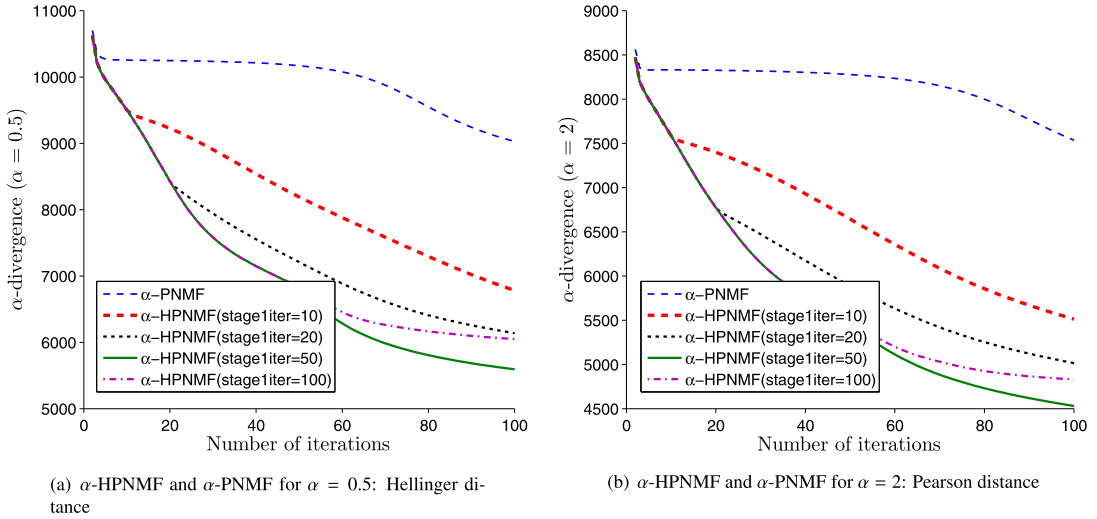 11000
10000
9000
8000
7000
6000
5000
α-divergence (α = 0.5)
α−PNMF
α−HPNMF(stage1iter=10)
α−HPNMF(stage1iter=20)
α−HPNMF(stage1iter=50)
α−HPNMF(stage1iter=100)
0 20 40 60 80 100
Number of iterations
(a) α-HPNMF and α-PNMF for α = 0.5: Hellinger di-
tance
9000
8500
8000
7500
7000
6500
6000
5500
5000
4500
α-divergence (α = 2)
α−PNMF
α−HPNMF(stage1iter=10)
α−HPNMF(stage1iter=20)
α−HPNMF(stage1iter=50)
α−HPNMF(stage1iter=100)
0 20 40 60 80 100
Number of iterations
(b) α-HPNMF and α-PNMF for α = 2: Pearson distance